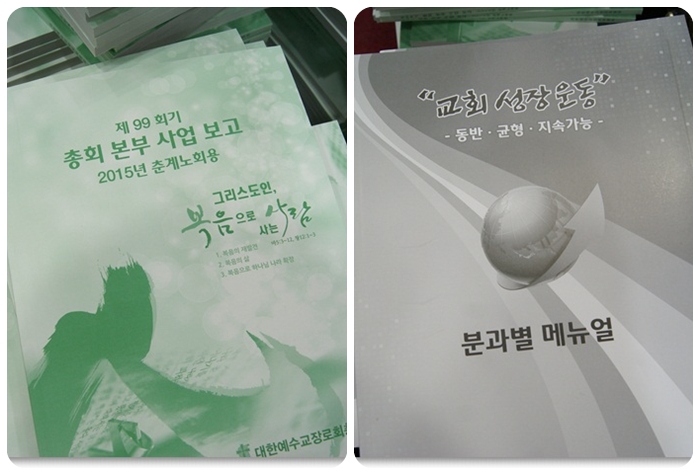 제 99 회기
총회 본부 사업 보고
2015년 춘계노회용
그리스도인,
복음으로
사는 사람
1. 복음의 재발견
2. 복음의 삶
3. 복음으로 하나님 나라 확장
대한예수교장로회총
"교회 성장운동"
- 동반 · 균형 · 지속가능 -
분과별 메뉴얼